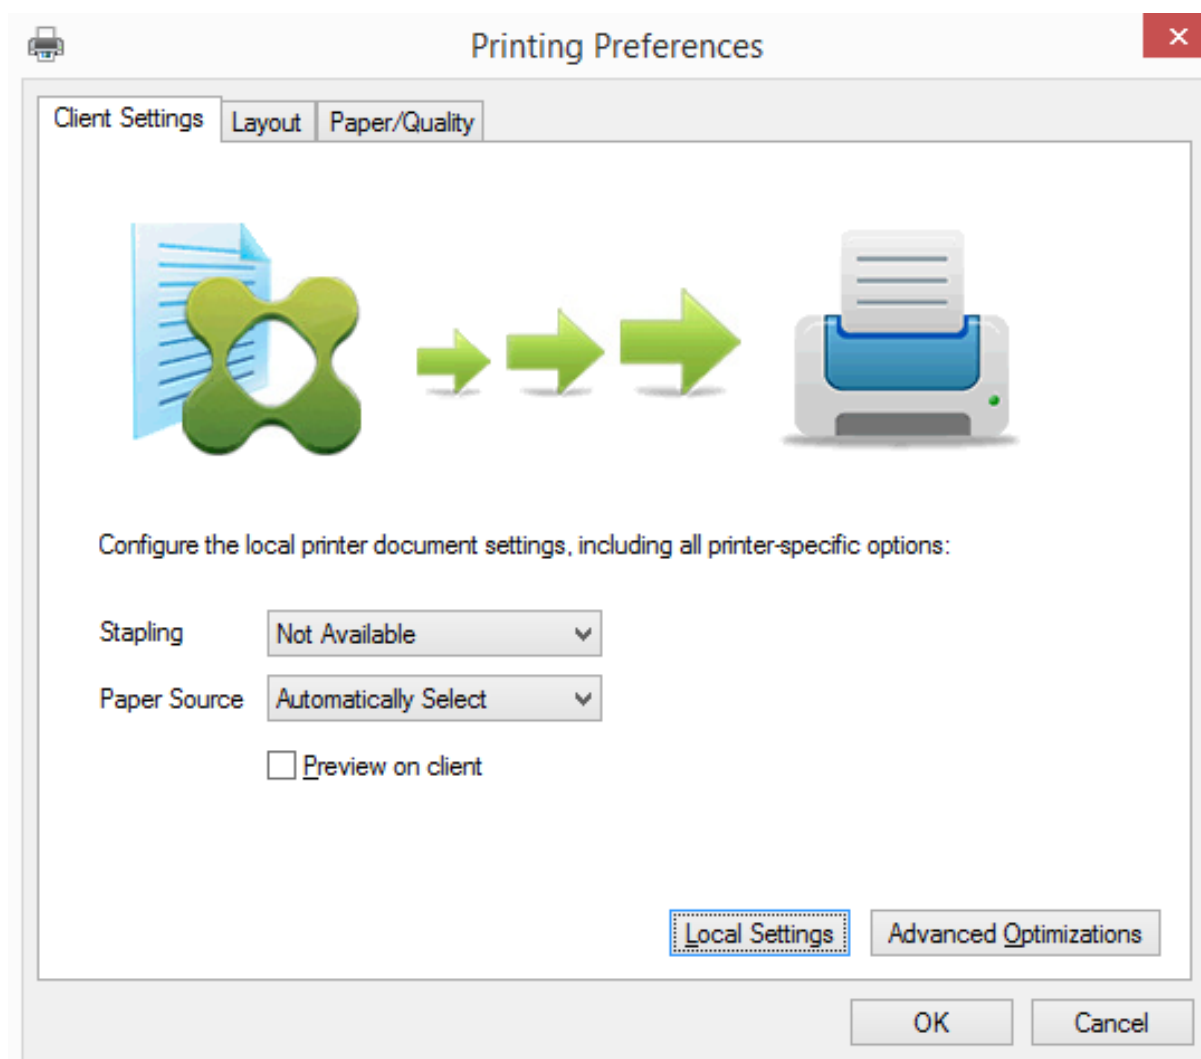 Printing Preferences
Client Settings
Layout
Paper/Quality
Configure the local printer document settings, including all printer-specific options:
Stapling
Not Available
Paper Source
Automatically Select
Preview on client
Local Settings
Advanced Optimizations
OK
Cancel